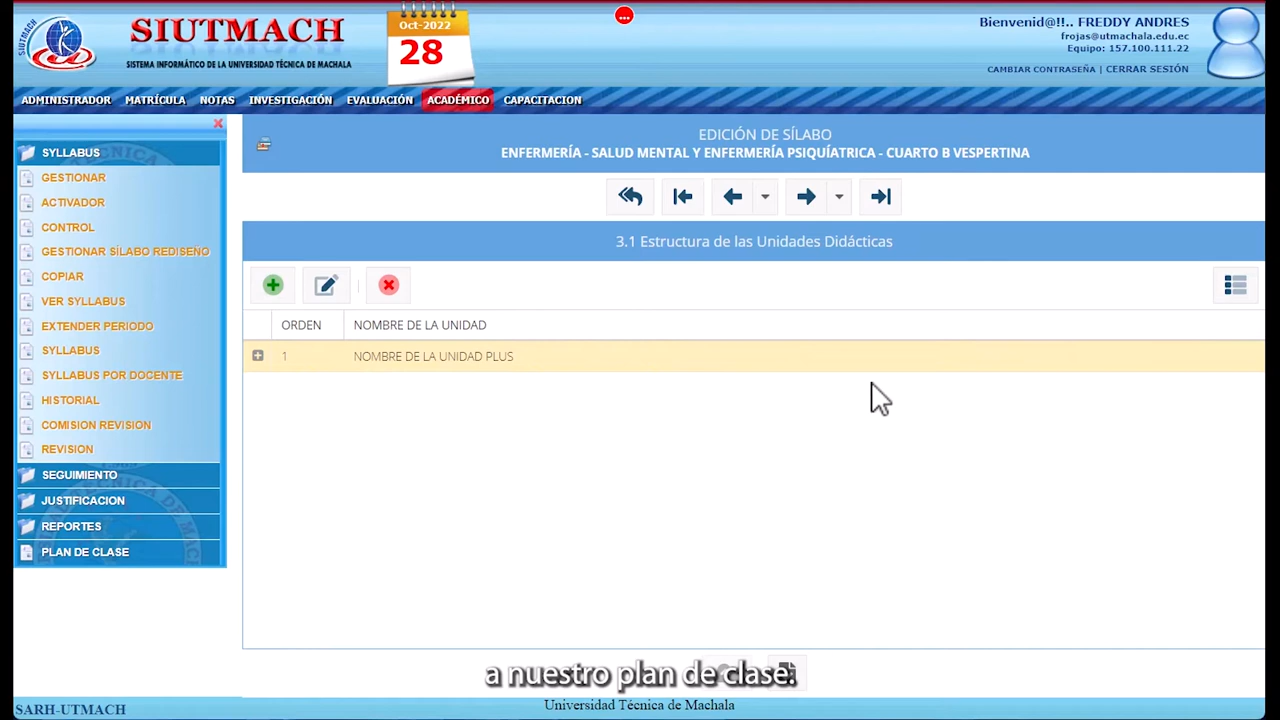 SIUTMACH
SISTEMA INFORMÁTICO DE LA UNIVERSIDAD TÉCNICA DE MACHALA
Oct-2022
28
...
Bienvenid@!!.. FREDDY ANDRES
frojas@utmachala.edu.ec
Equipo: 157.100.111.22
CAMBIAR CONTRASEÑA | CERRAR SESIÓN
ADMINISTRADOR MATRÍCULA NOTAS INVESTIGACIÓN EVALUACIÓN ACADÉMICO CAPACITACION
SYLLABUS
GESTIONAR
ACTIVADOR
CONTROL
GESTIONAR SÍLABO REDISEÑO
COPIAR
VER SYLLABUS
EXTENDER PERIODO
SYLLABUS
SYLLABUS POR DOCENTE
HISTORIAL
COMISION REVISION
REVISION
SEGUIMIENTO
JUSTIFICACION
REPORTES
PLAN DE CLASE
EDICIÓN DE SÍLABO
ENFERMERÍA - SALUD MENTAL Y ENFERMERÍA PSIQUÍATRICA - CUARTO B VESPERTINA
3.1 Estructura de las Unidades Didácticas
ORDEN NOMBRE DE LA UNIDAD
1 NOMBRE DE LA UNIDAD PLUS
a nuestro plan de clase.
SARH-UTMACH
Universidad Técnica de Machala